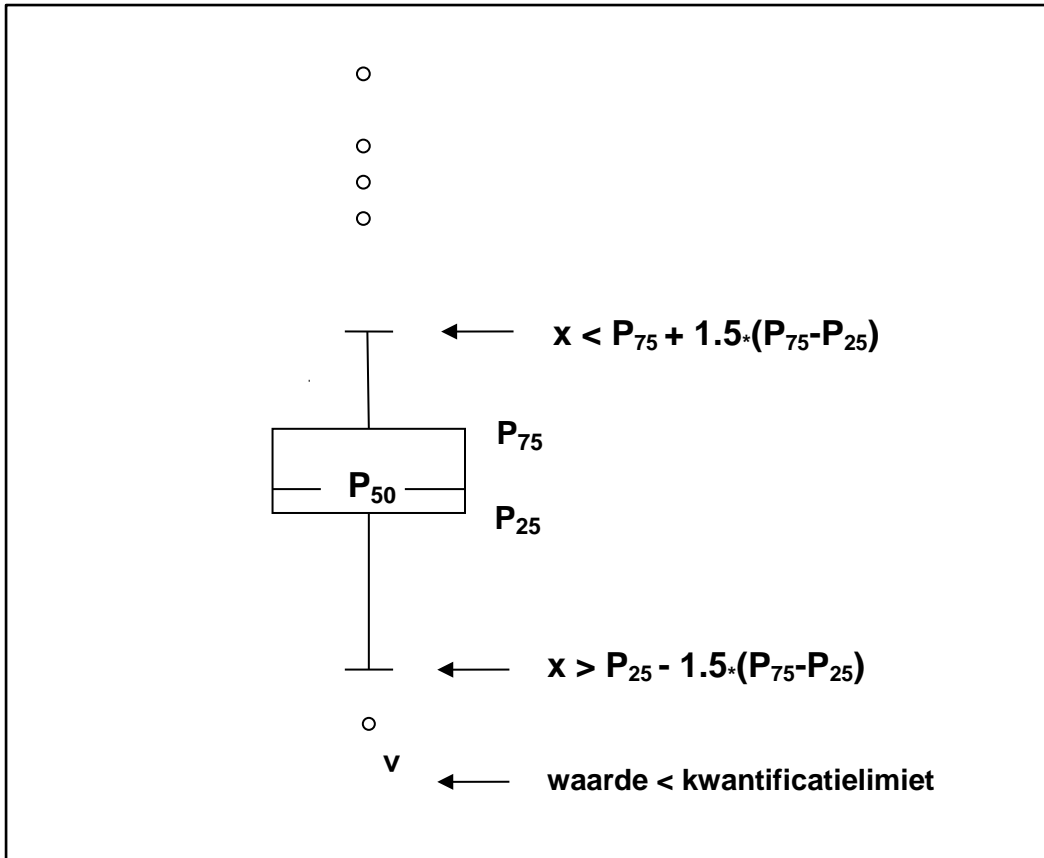 x < P75 + 1.5*(P75-P25)
P75
P50
P25
x > P25 - 1.5*(P75-P25)
v
waarde < kwantificatielimiet